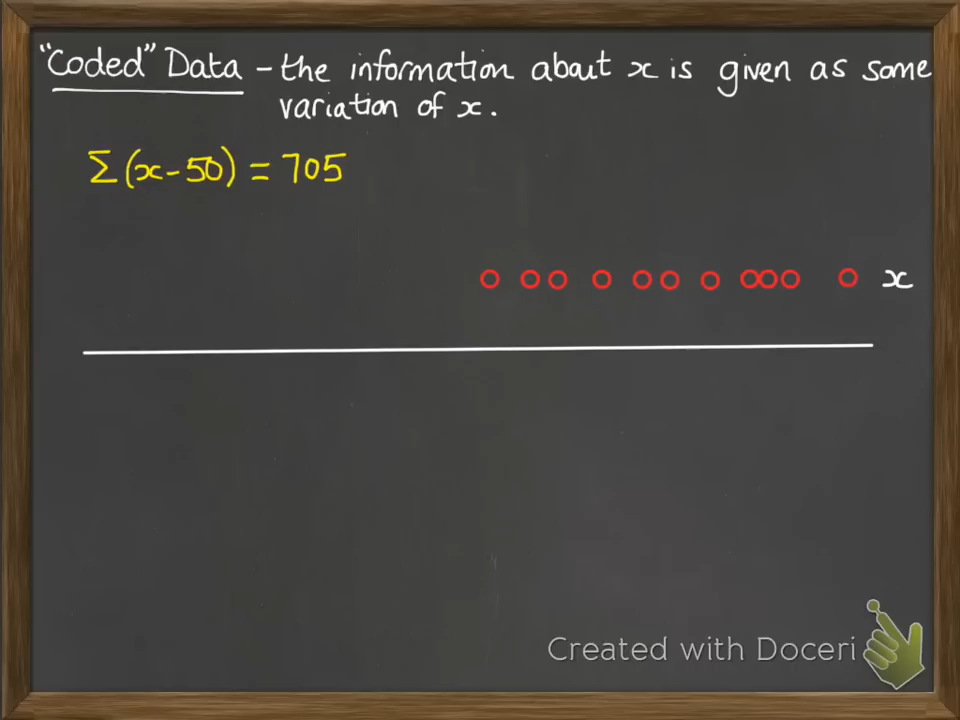 "Coded" Data - the information about x is given as some
variation of x.
Σ(x-50) = 705
x
Created with Doceri